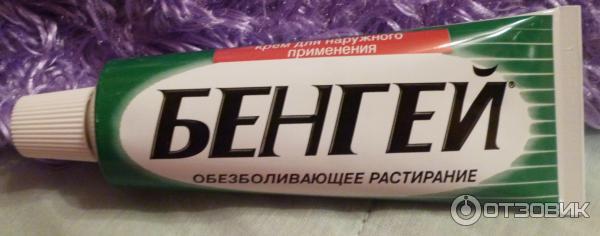 крем для наружного
применения
БЕНГЕЙ®
ОБЕЗБОЛИВАЮЩЕЕ РАСТИРАНИЕ
ОТЗОВИК